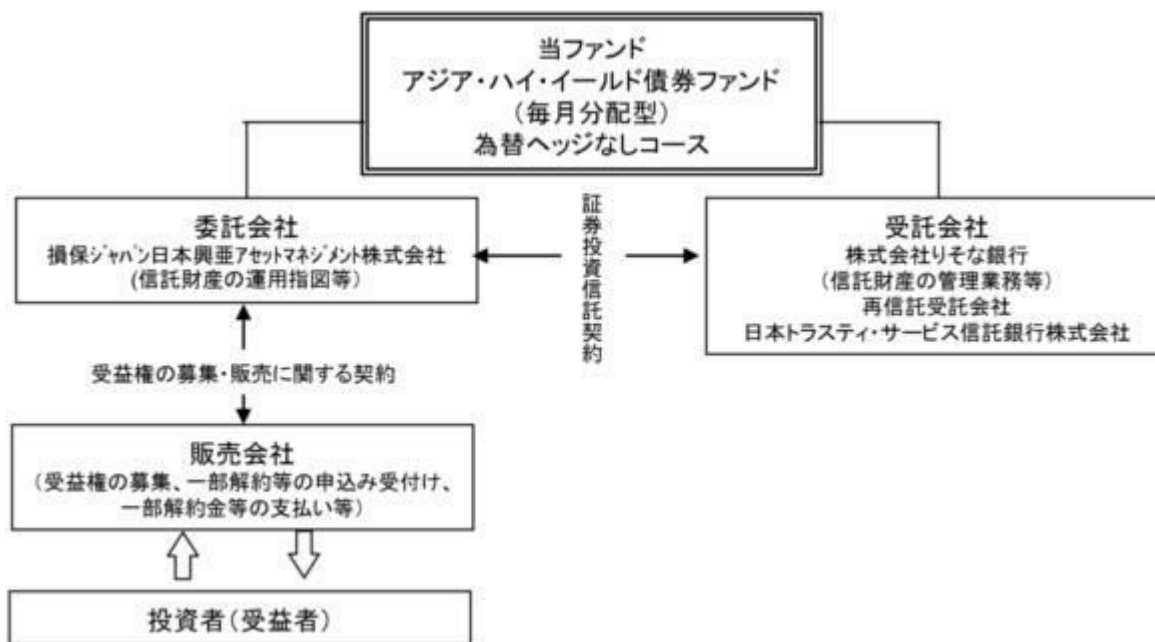 当ファンド
アジア・ハイ・イールド債券ファンド
（毎月分配型）
為替ヘッジなしコース
委託会社
損保ｼﾞｬﾊﾟﾝ日本興亜ｱｾｯﾄﾏﾈｼﾞﾒﾝﾄ株式会社
(信託財産の運用指図等）
証券投資信託契約
受託会社
株式会社りそな銀行
（信託財産の管理業務等）
再信託受託会社
日本トラスティ・サービス信託銀行株式会社
受益権の募集・販売に関する契約
販売会社
（受益権の募集、一部解約等の申込み受付け、
一部解約金等の支払い等）
投資者（受益者）